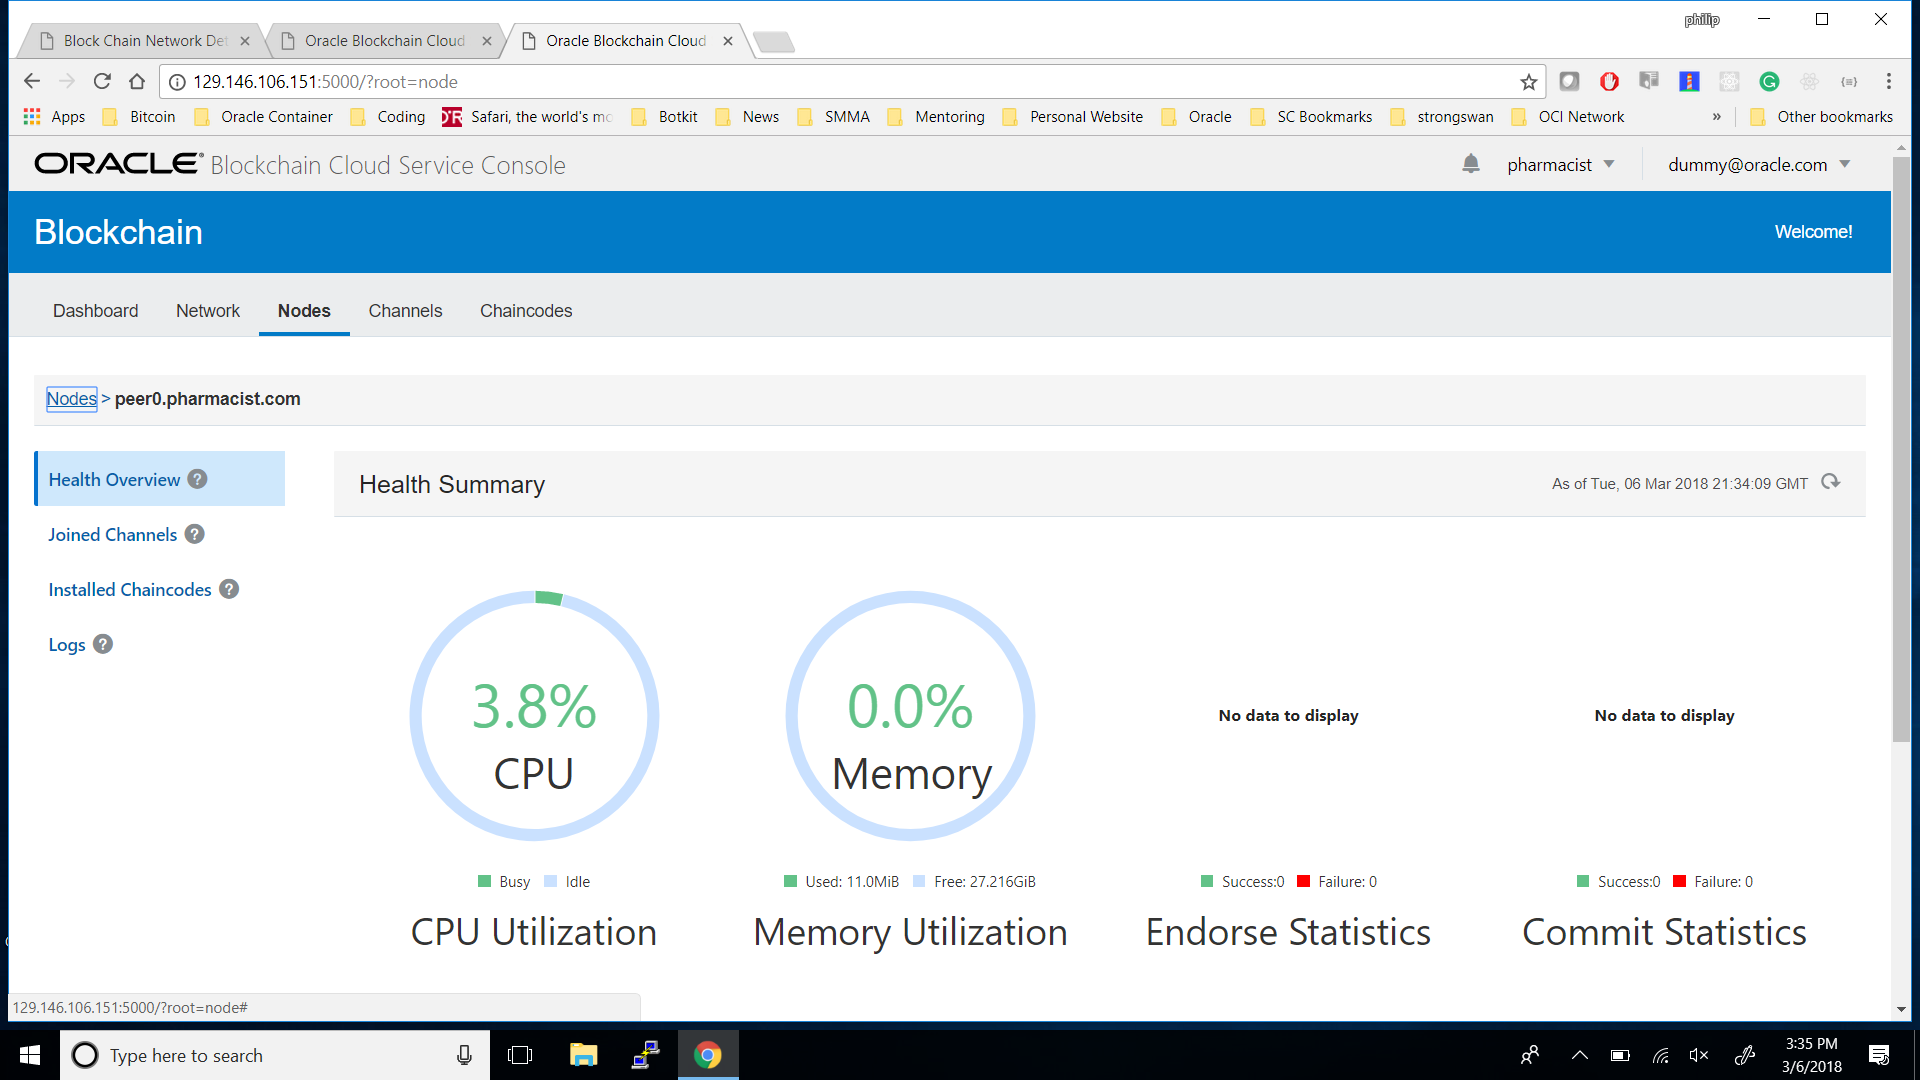 philip
Block Chain Network Det
Oracle Blockchain Cloud
Oracle Blockchain Cloud
129.146.106.151:5000/?root=node
Apps Bitcoin Oracle Container Coding Safari, the world's mo Botkit News SMMA Mentoring Personal Website Oracle SC Bookmarks strongswan OCI Network » Other bookmarks
ORACLE® Blockchain Cloud Service Console
pharmacist
dummy@oracle.com
Blockchain
Welcome!
Dashboard Network Nodes Channels Chaincodes
Nodes > peer0.pharmacist.com
Health Overview ?
Joined Channels ?
Installed Chaincodes ?
Logs ?
Health Summary
As of Tue, 06 Mar 2018 21:34:09 GMT
3.8%
CPU
Busy Idle
CPU Utilization
0.0%
Memory
Used: 11.0MiB Free: 27.216GiB
Memory Utilization
No data to display
Success:0 Failure: 0
Endorse Statistics
No data to display
Success:0 Failure: 0
Commit Statistics
129.146.106.151:5000/?root=node#
Type here to search
3:35 PM
3/6/2018